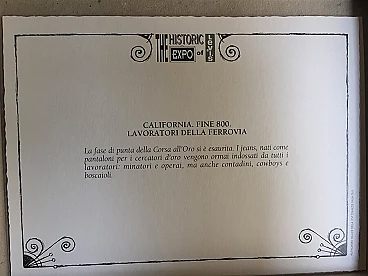 THE HISTORIC
EXPO of LEVI'S
CALIFORNIA, FINE 800.
LAVORATORI DELLA FERROVIA
La fase di punta della Corsa all'Oro si è esaurita. I jeans, nati come
pantaloni per i cercatori d'oro vengono ormai indossati da tutti i
lavoratori: minatori e operai, ma anche contadini, cowboys e
boscaioli.